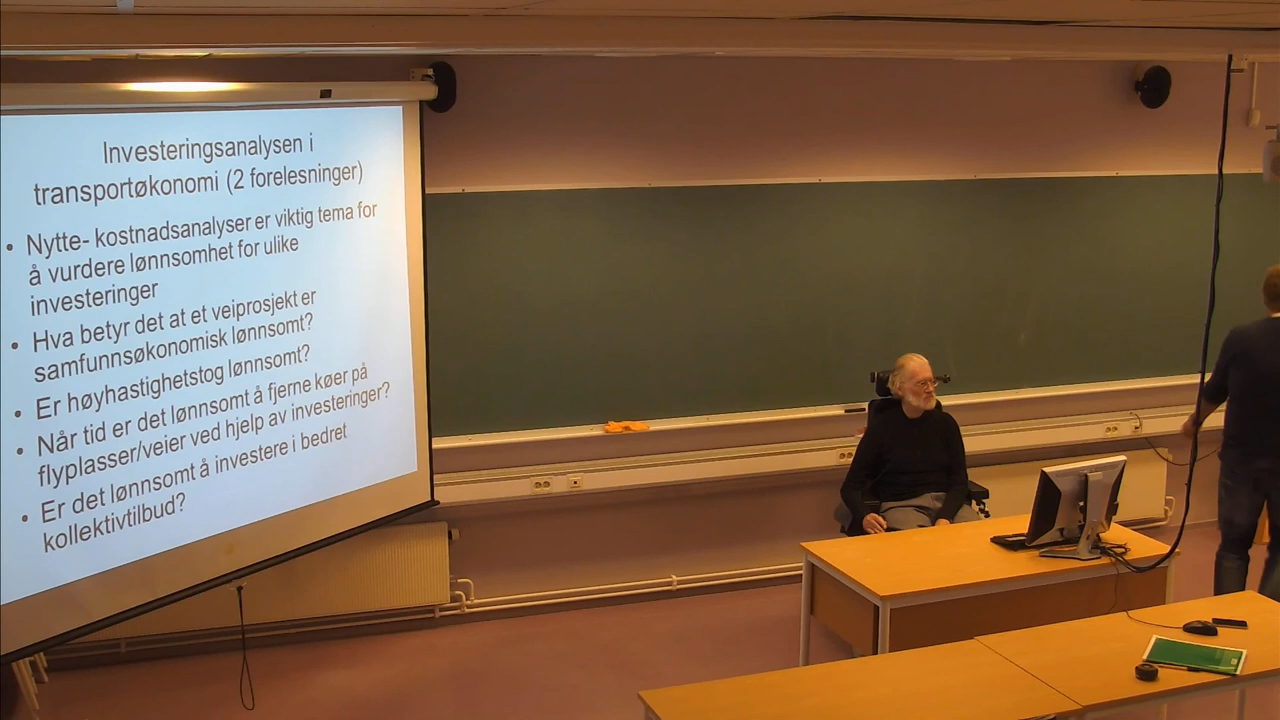 Investeringsanalysen i
transportøkonomi (2 forelesninger)
• Nytte- kostnadsanalyser er viktig tema for
å vurdere lønnsomhet for ulike
investeringer
• Hva betyr det at et veiprosjekt er
samfunnsøkonomisk lønnsomt?
• Er høyhastighetstog lønnsomt?
• Når tid er det lønnsomt å fjerne køer på
flyplasser/veier ved hjelp av investeringer?
• Er det lønnsomt å investere i bedret
kollektivtilbud?